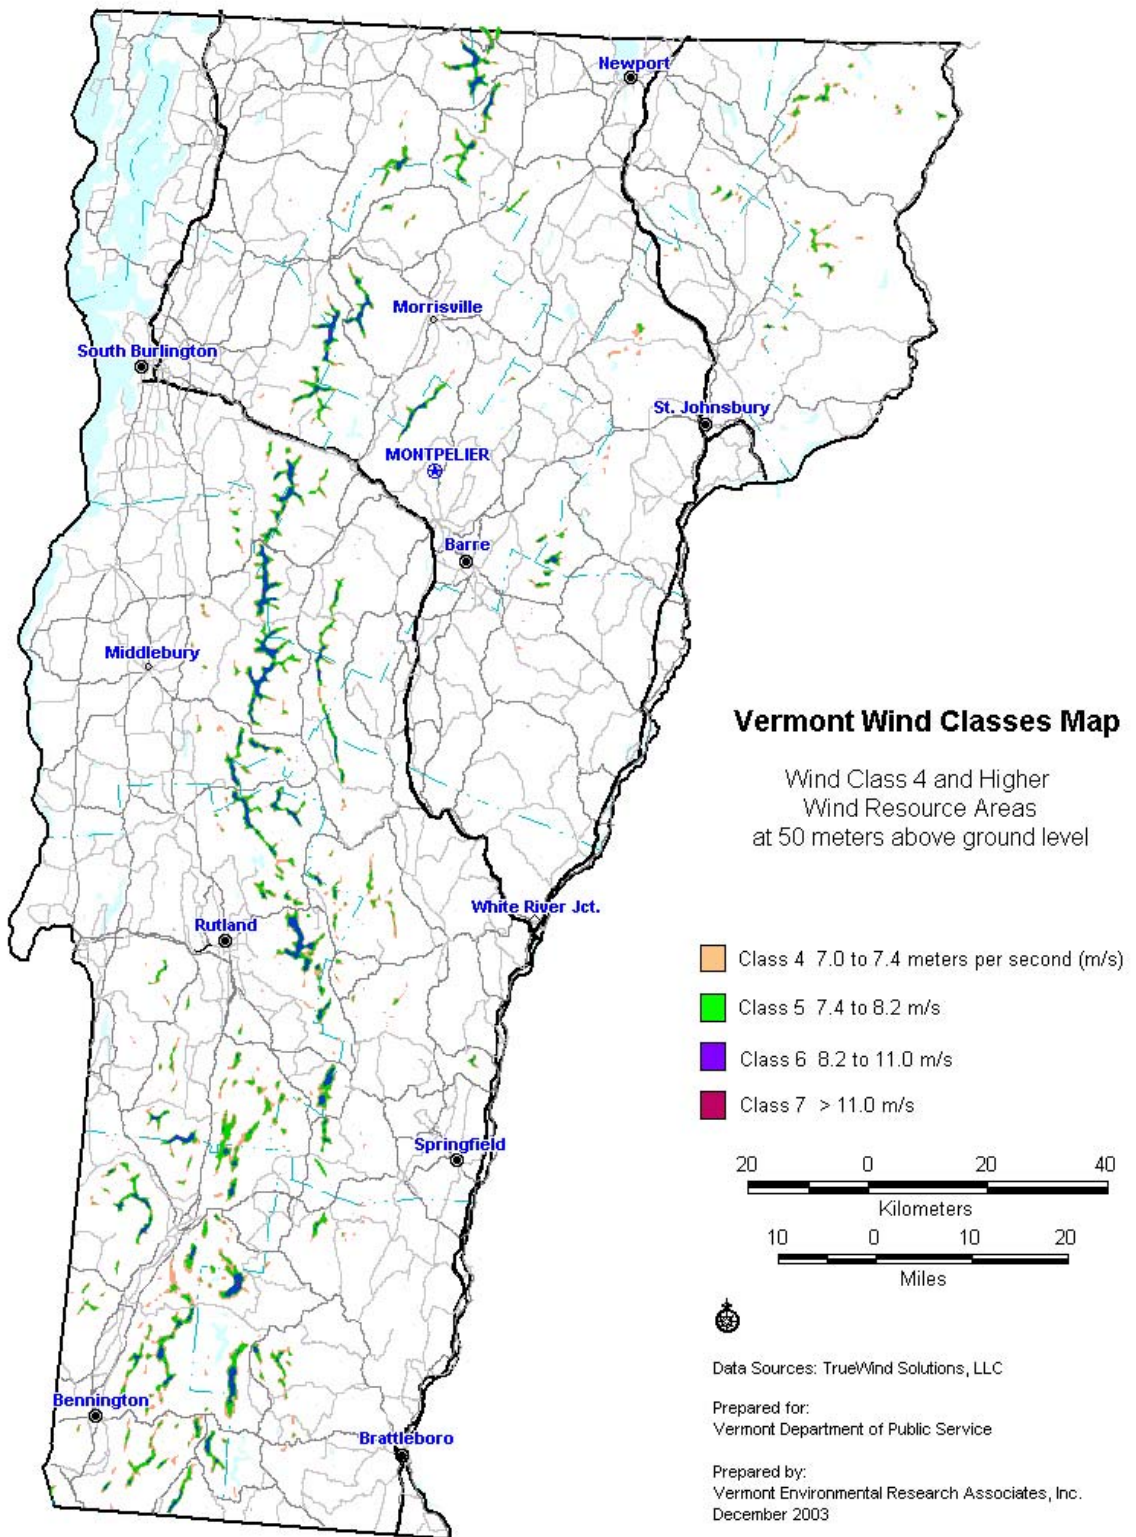 Newport
Morrisville
South Burlington
St. Johnsbury
MONTPELIER
Barre
Middlebury
Vermont Wind Classes Map
Wind Class 4 and Higher
Wind Resource Areas
at 50 meters above ground level
White River Jct.
Rutland
Class 4 7.0 to 7.4 meters per second (m/s)
Class 5 7.4 to 8.2 m/s
Class 6 8.2 to 11.0 m/s
Class 7 > 11.0 m/s
Springfield
20 0 20 40
Kilometers
10 0 10 20
Miles
Data Sources: TrueWind Solutions, LLC
Bennington
Prepared for:
Vermont Department of Public Service
Brattleboro
Prepared by:
Vermont Environmental Research Associates, Inc.
December 2003